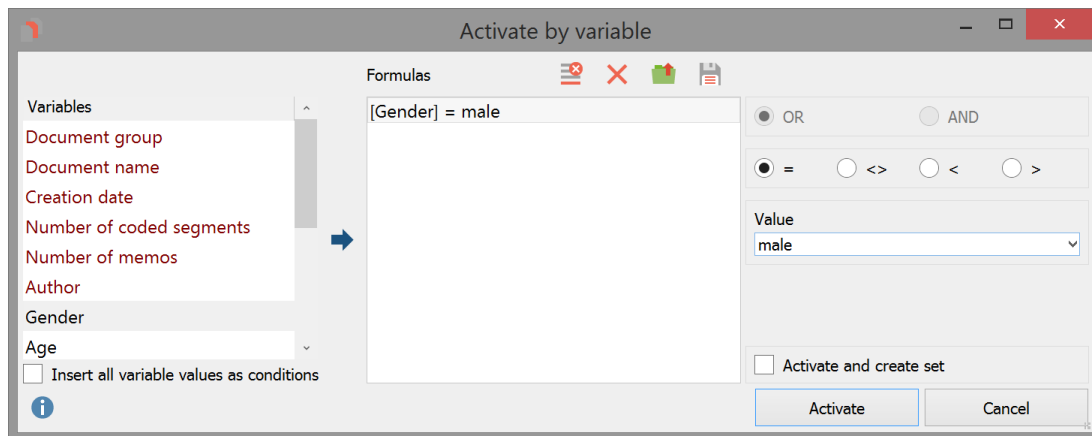 Activate by variable
Formulas
Variables
Document group
Document name
Creation date
Number of coded segments
Number of memos
Author
Gender
Age
Insert all variable values as conditions
[Gender] = male
OR AND
= <> < >
Value
male
Activate and create set
Activate Cancel